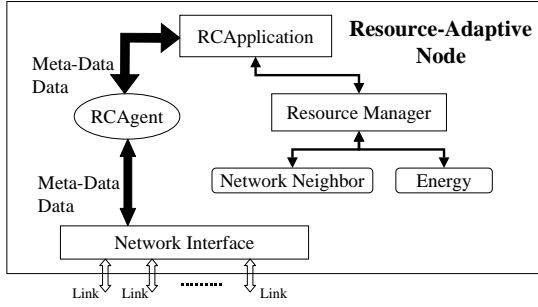 Resource-Adaptive
Node
RCApplication
Meta-Data
Data
RCAgent
Resource Manager
Meta-Data
Data
Network Neighbor
Energy
Network Interface
Link Link ........ Link